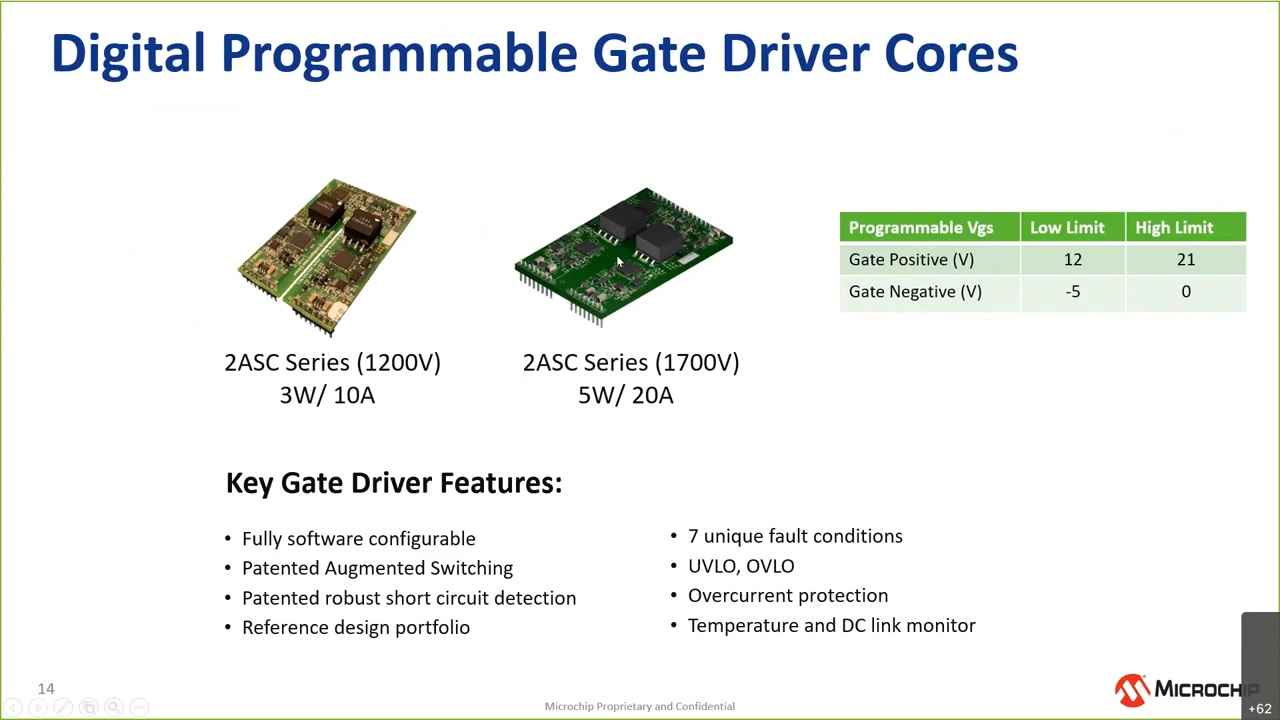 Digital Programmable Gate Driver Cores
Programmable Vgs Low Limit High Limit
Gate Positive (V) 12 21
Gate Negative (V) -5 0
2ASC Series (1200V)
3W/ 10A
2ASC Series (1700V)
5W/ 20A
Key Gate Driver Features:
• Fully software configurable
• Patented Augmented Switching
• Patented robust short circuit detection
• Reference design portfolio
• 7 unique fault conditions
• UVLO, OVLO
• Overcurrent protection
• Temperature and DC link monitor
14
Microchip Proprietary and Confidential
MICROCHIP
+62